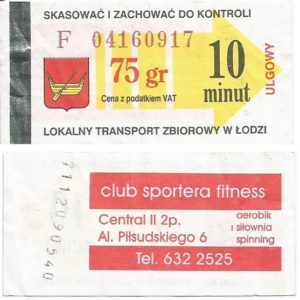 SKASOWAĆ I ZACHOWAĆ DO KONTROLI
F 04160917
75 gr
Cena z podatkiem VAT
10
minut
ULGOWY
LOKALNY TRANSPORT ZBIOROWY W ŁODZI
club sportera fitness
Central II 2p.
Al. Piłsudskiego 6
aerobik
i siłownia
spinning
Tel. 632 2525